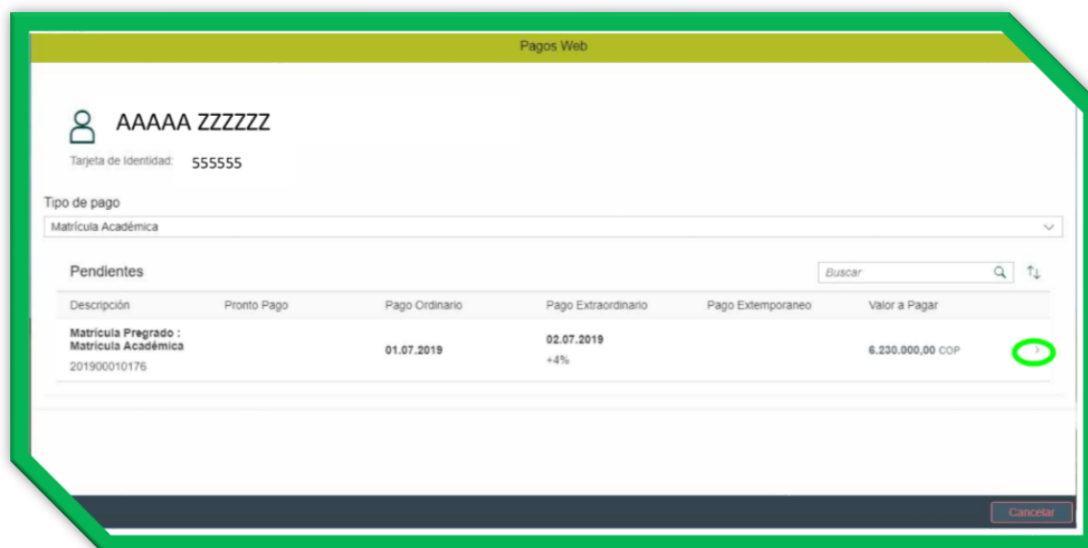 Pagos Web
AAAAA ZZZZZZ
Tarjeta de Identidad: 555555
Tipo de pago
Matrícula Académica
Pendientes
Buscar
Descripción Pronto Pago Pago Ordinario Pago Extraordinario Pago Extemporaneo Valor a Pagar
Matricula Pregrado :
Matricula Académica
201900010176
01.07.2019
02.07.2019
+4%
6.230.000,00 COP
Cancelar